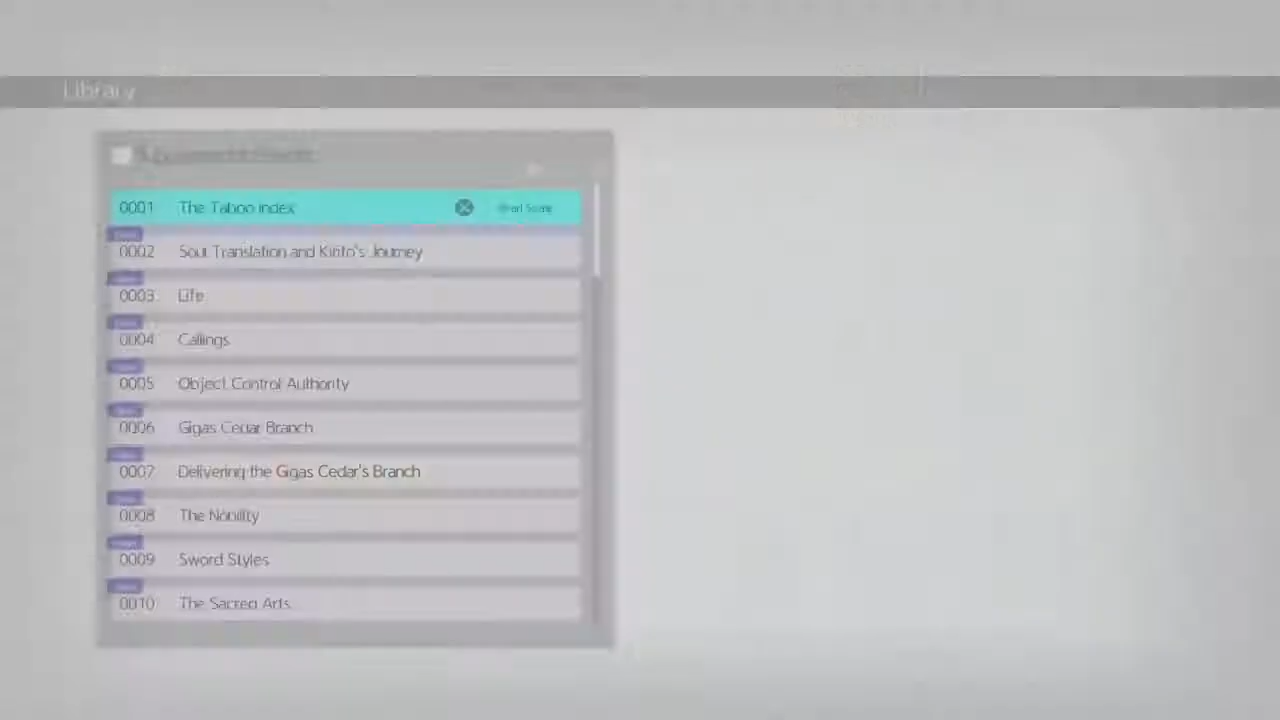 Library
0001 The Taboo Index
0002 Soul Translation and Kirito's Journey
0003 Life
0004 Callings
0005 Object Control Authority
0006 Gigas Cedar Branch
0007 Delivering the Gigas Cedar's Branch
0008 The Nobility
0009 Sword Styles
0010 The Sacred Arts